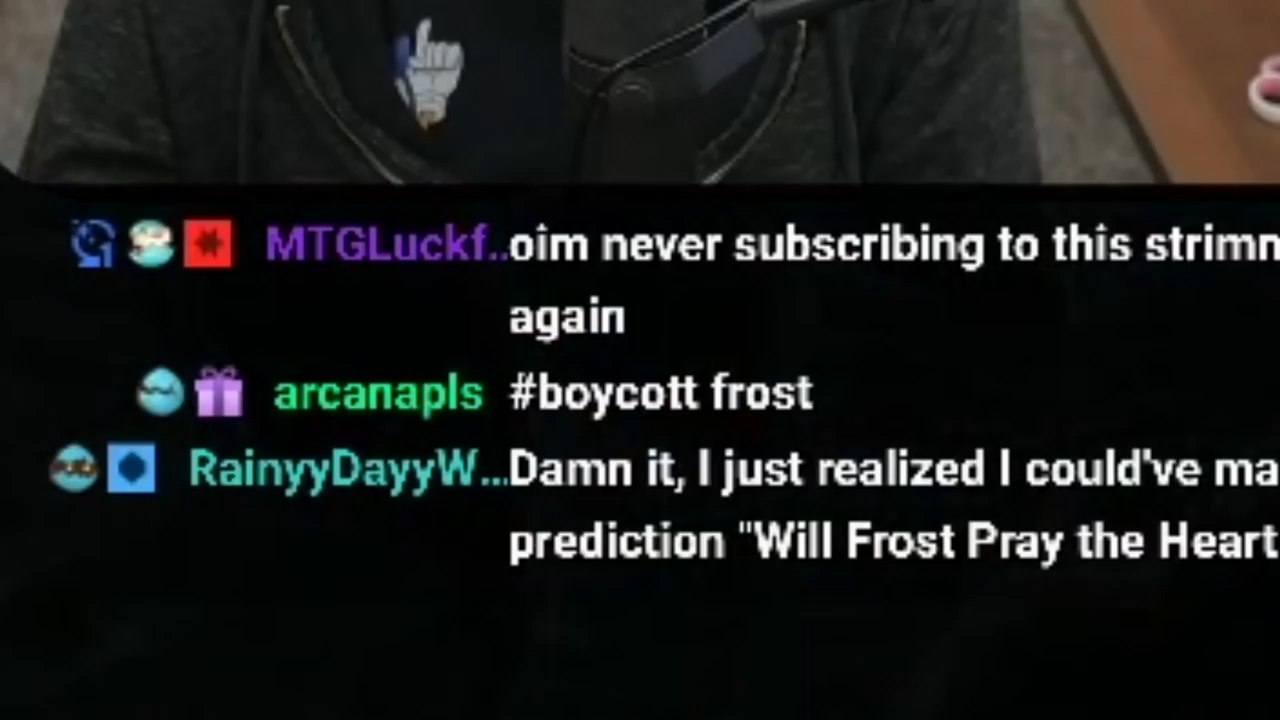 MTGLuckf.. oim never subscribing to this strimn
again
arcanapls #boycott frost
RainyyDayyW... Damn it, I just realized I could've ma
prediction "Will Frost Pray the Heart